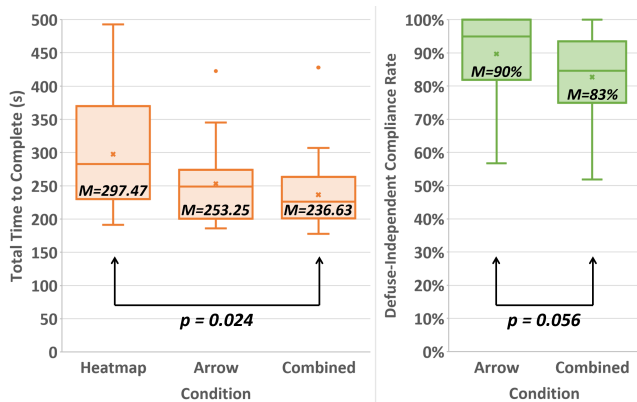 Total Time to Complete (s)
500
450
400
350
300
250
200
150
100
50
0
M=297.47
M=253.25
M=236.63
p = 0.024
Heatmap Arrow Combined
Condition
Defuse-Independent Compliance Rate
100%
90%
80%
70%
60%
50%
40%
30%
20%
10%
0%
M=90%
M=83%
p = 0.056
Arrow Combined
Condition